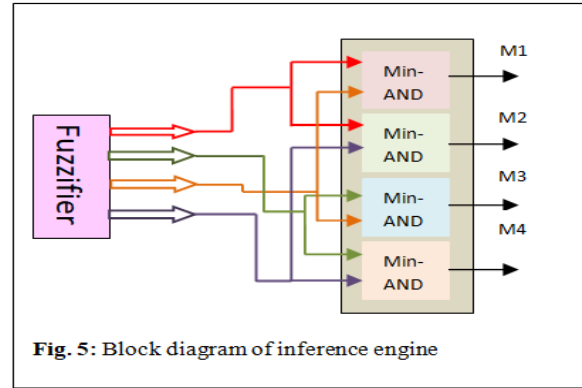 Fuzzifier
Min-
AND
M1
Min-
AND
M2
Min-
AND
M3
Min-
AND
M4
Fig. 5: Block diagram of inference engine